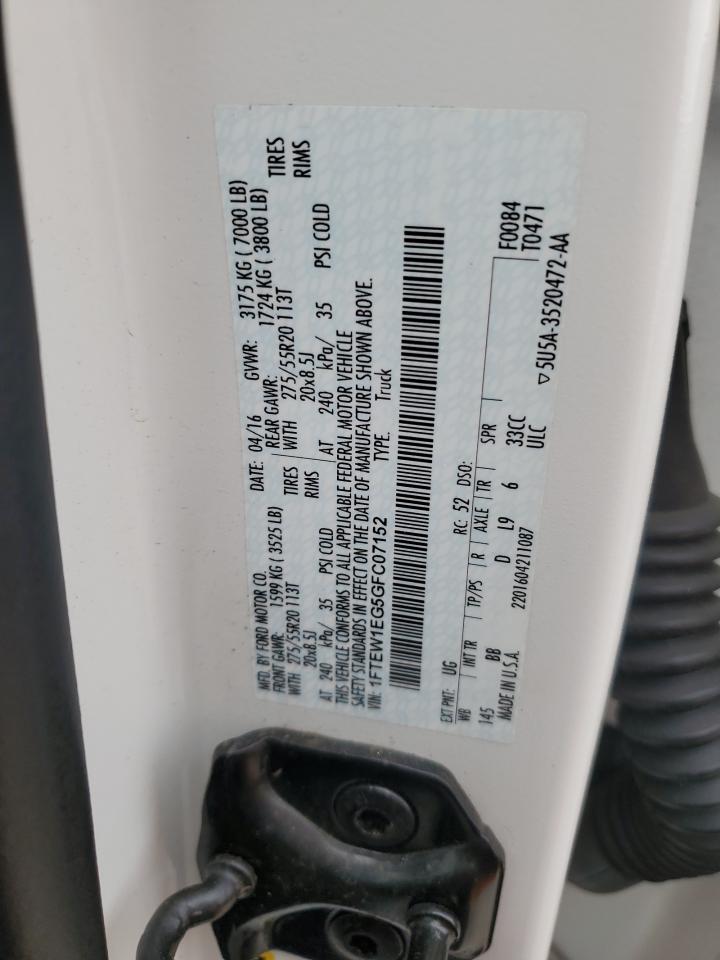 MFD. BY FORD MOTOR CO.
DATE: 04/16 GVWR: 3175 KG ( 7000 LB)
FRONT GAWR: 1599 KG ( 3525 LB) REAR GAWR: 1724 KG ( 3800 LB)
WITH 275/55R20 113T TIRES WITH 275/55R20 113T TIRES
20x8.5J RIMS 20x8.5J RIMS
AT 240 kPa/ 35 PSI COLD AT 240 kPa/ 35 PSI COLD
THIS VEHICLE CONFORMS TO ALL APPLICABLE FEDERAL MOTOR VEHICLE
SAFETY STANDARDS IN EFFECT ON THE DATE OF MANUFACTURE SHOWN ABOVE.
VIN: 1FTEW1EG5GFC07152 TYPE: Truck
EXT PNT: UG RC: 52 DSO: F0084
WB INT TR TP/PS R AXLE TR SPR T0471
145 BB D L9 6 33CC
MADE IN U.S.A. 2201604211087 ULC ▽5U5A-3520472-AA